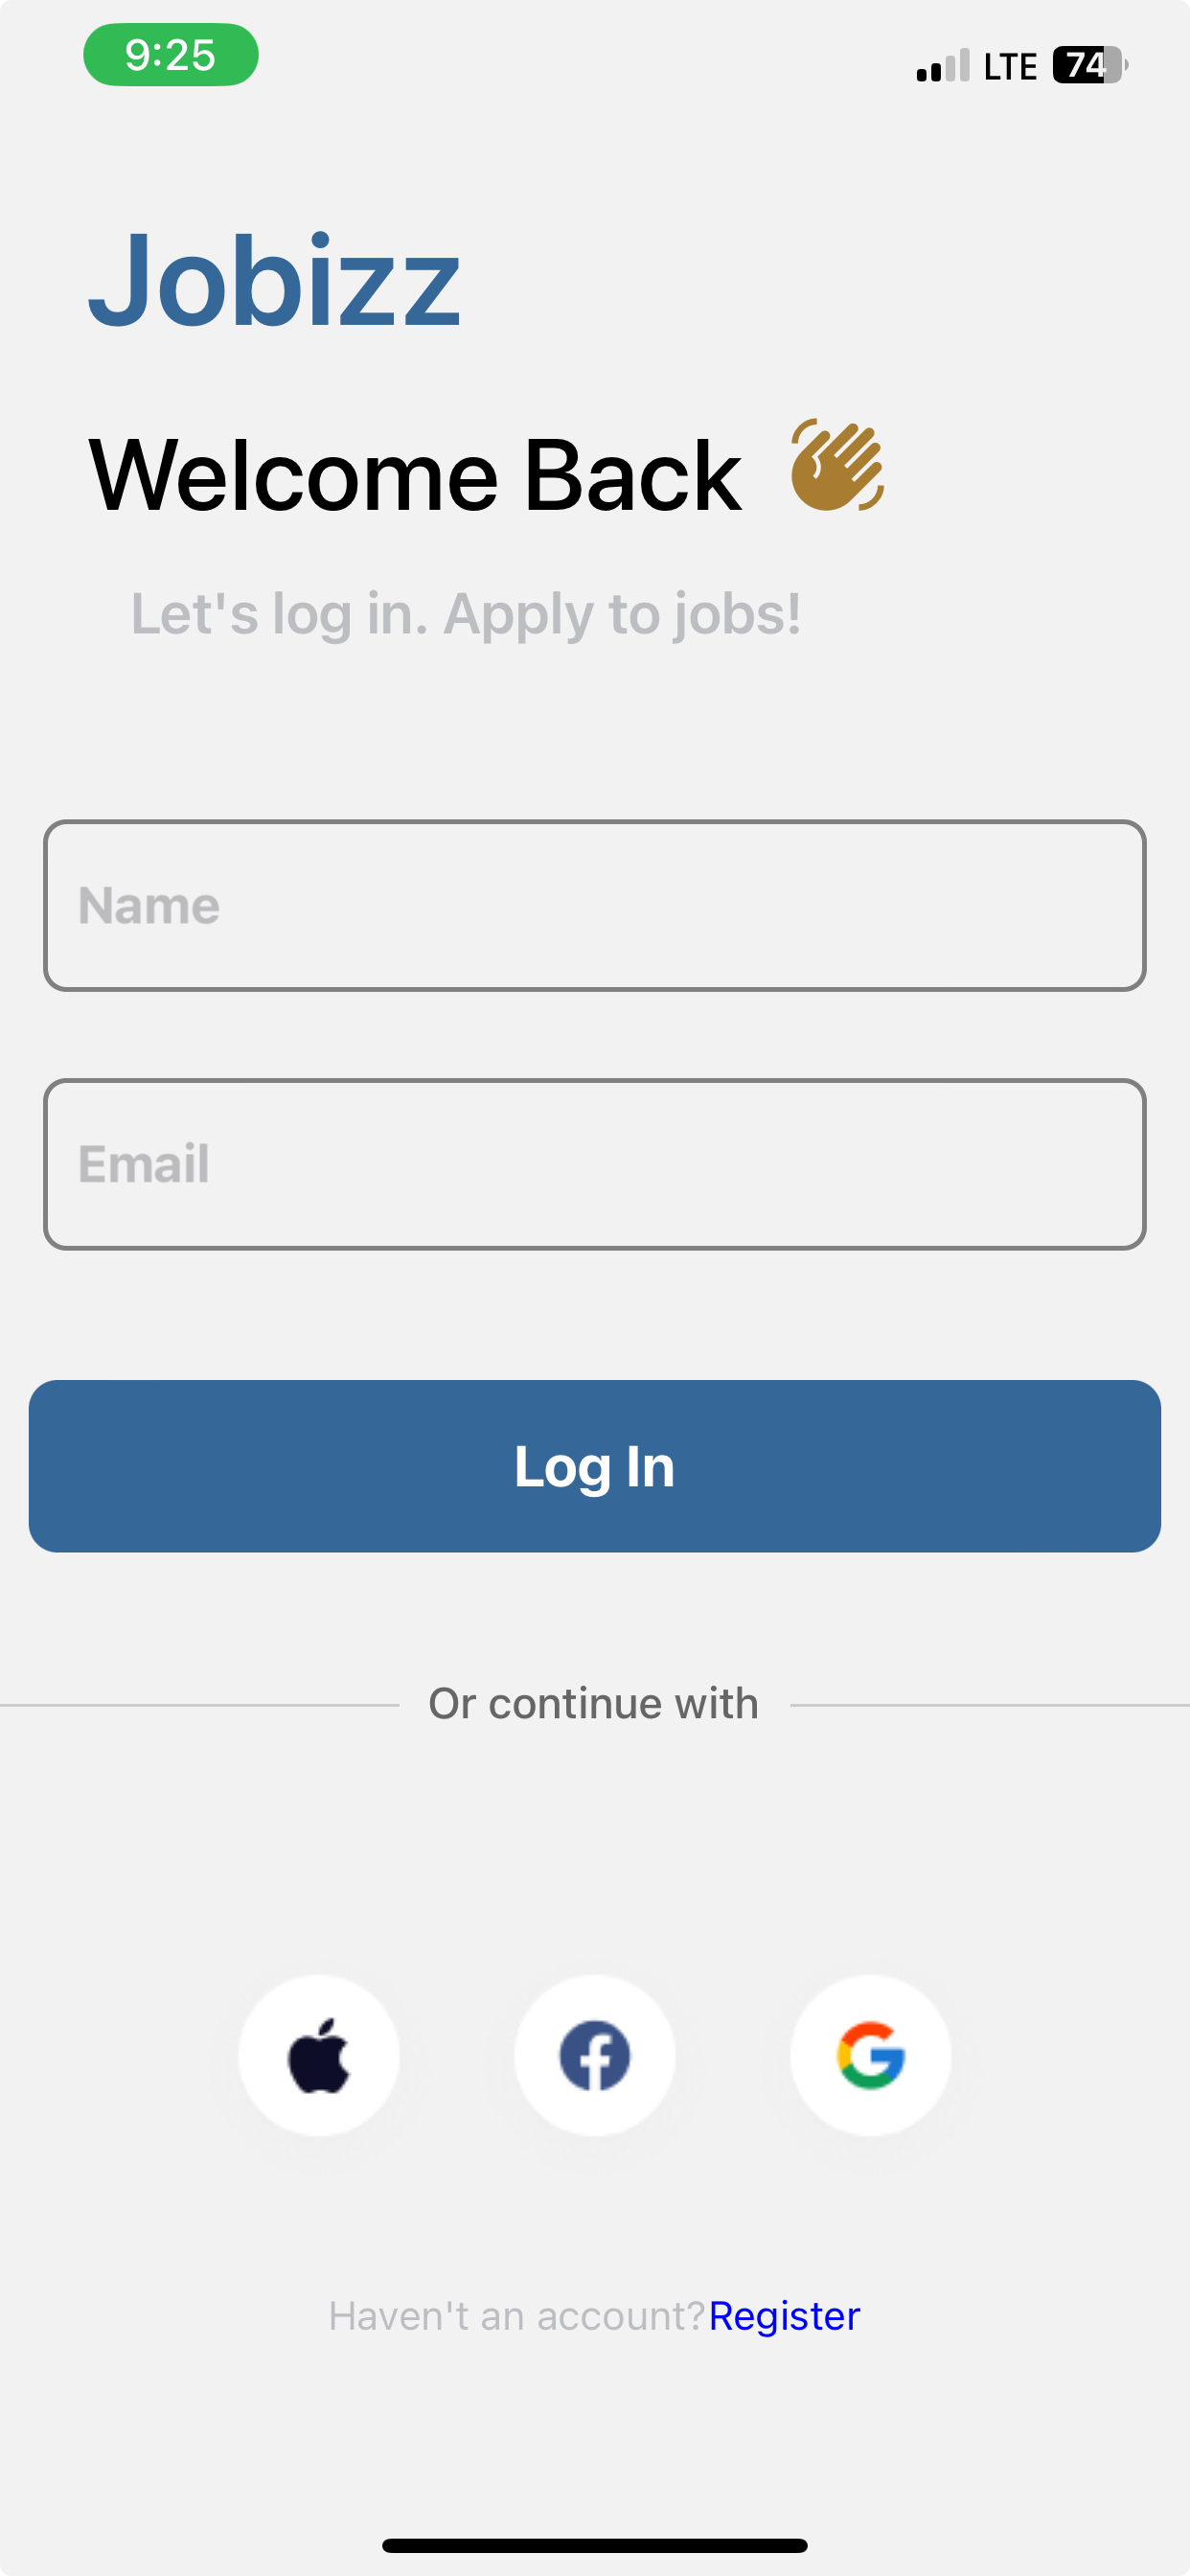 9:25 LTE 74
Jobizz
Welcome Back
Let's log in. Apply to jobs!
Name
Email
Log In
Or continue with
Haven't an account?Register